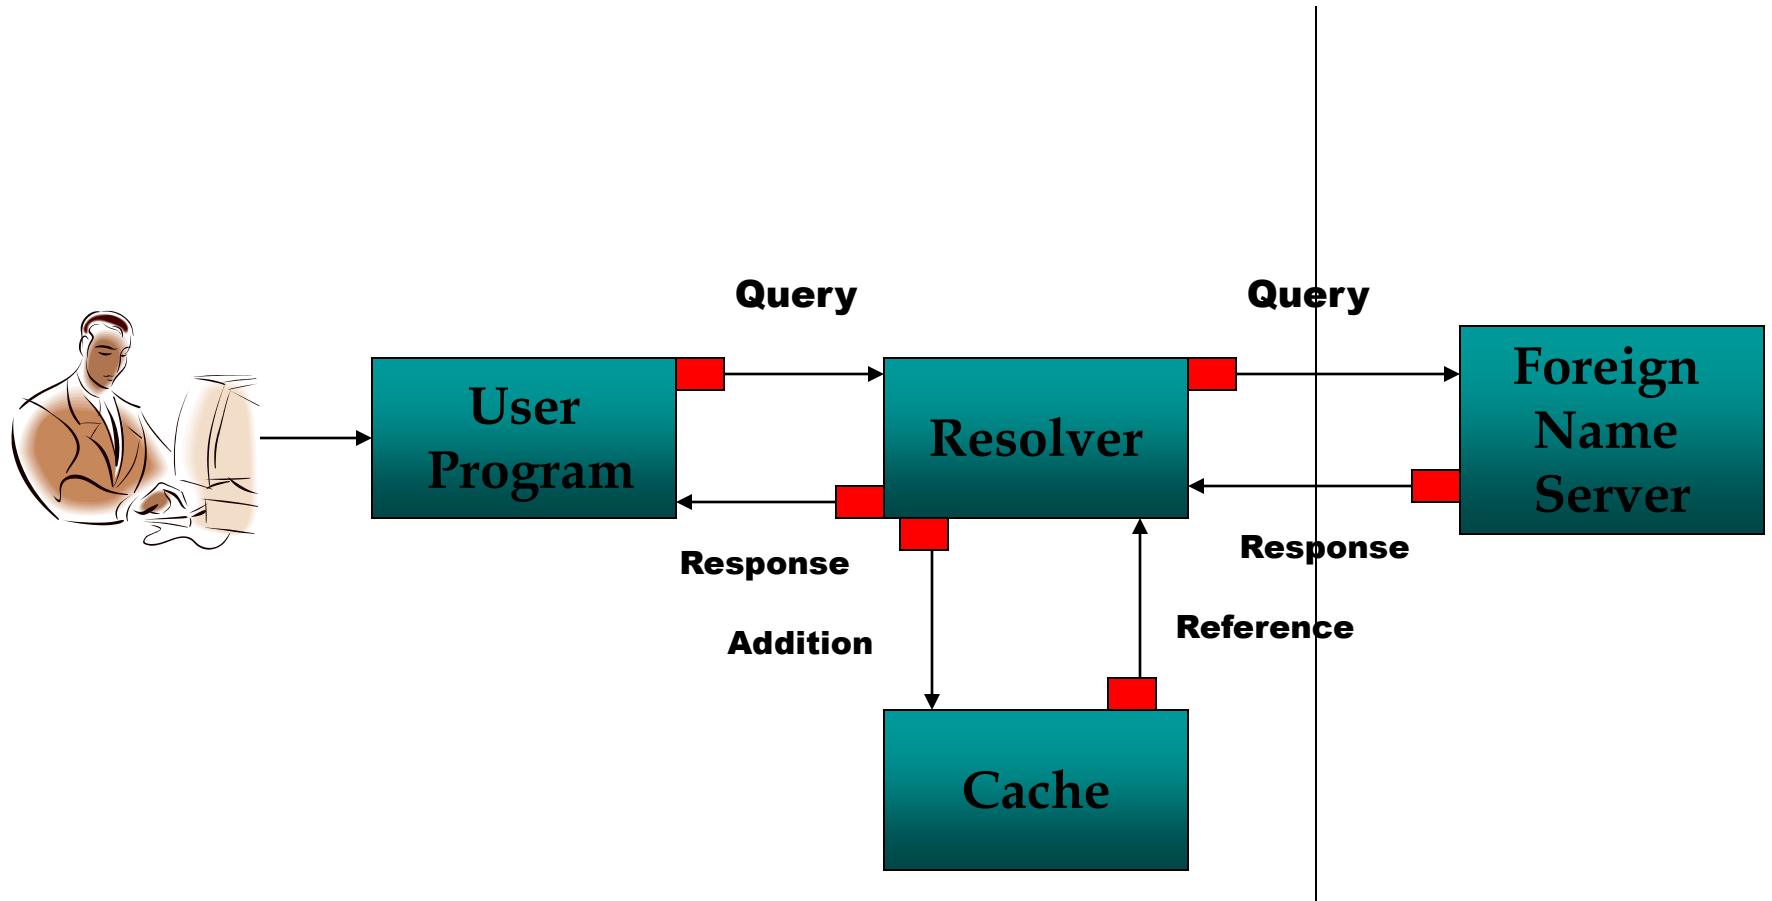 Query
Query
User
Program
Resolver
Foreign
Name
Server
Response
Response
Addition
Reference
Cache